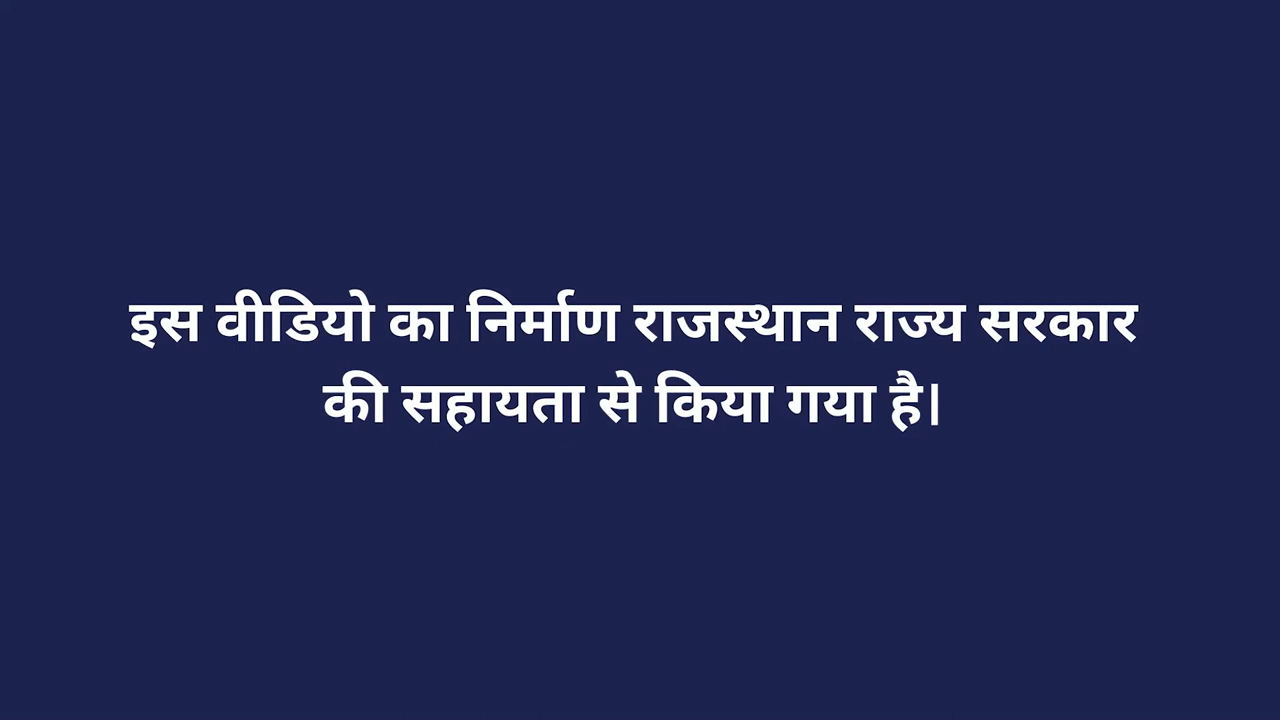 इस वीडियो का निर्माण राजस्थान राज्य सरकार
की सहायता से किया गया है।